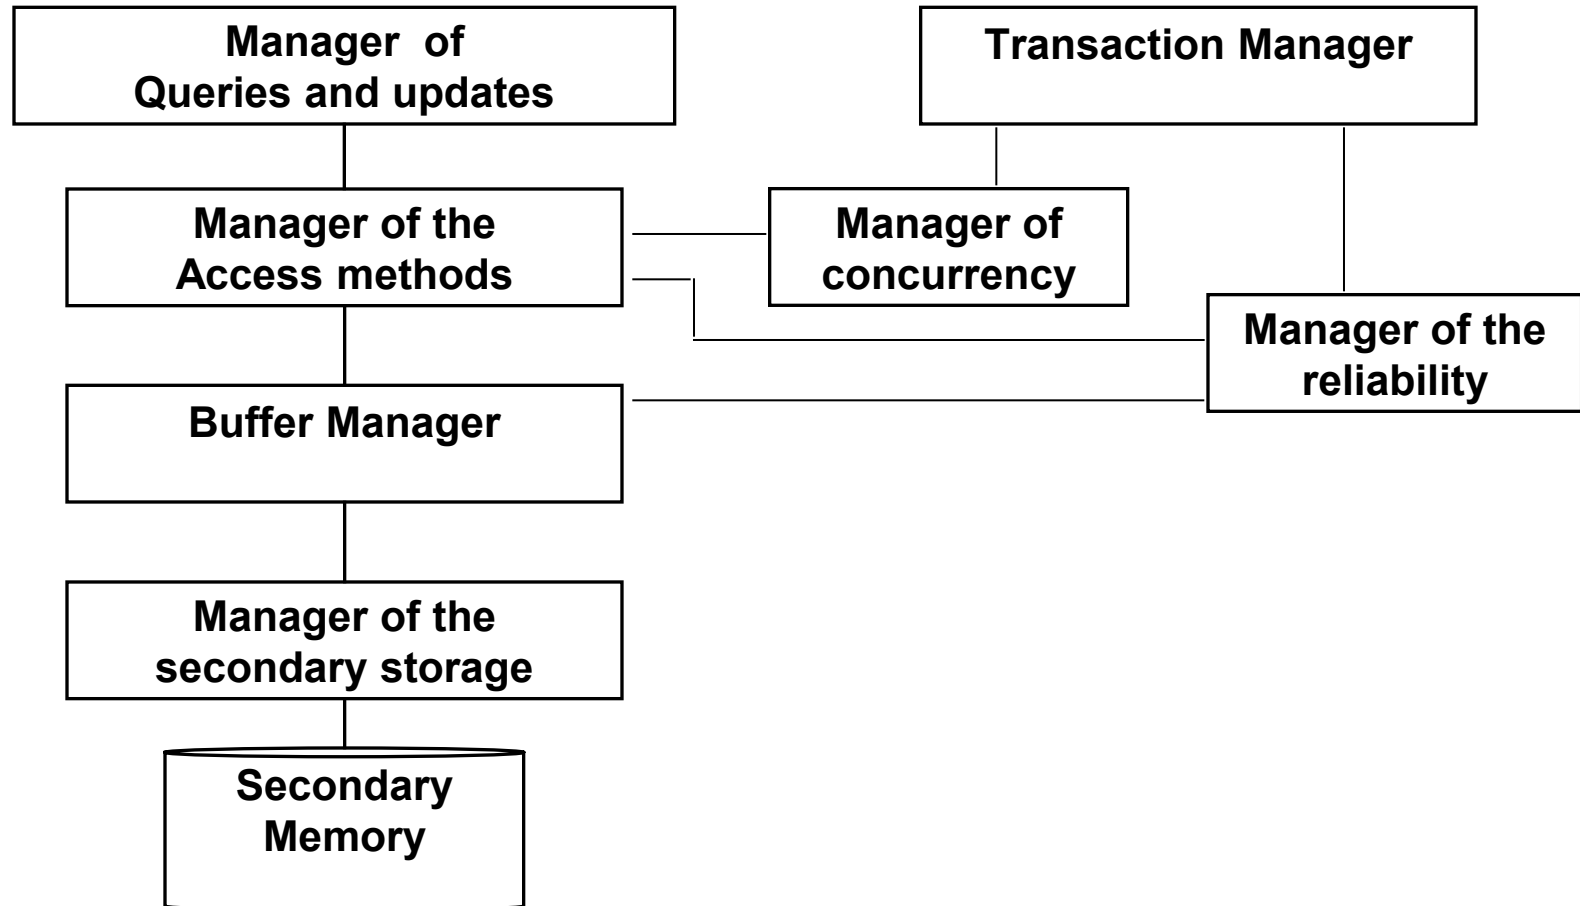 Manager of
Queries and updates
Transaction Manager
Manager of the
Access methods
Manager of
concurrency
Manager of the
reliability
Buffer Manager
Manager of the
secondary storage
Secondary
Memory